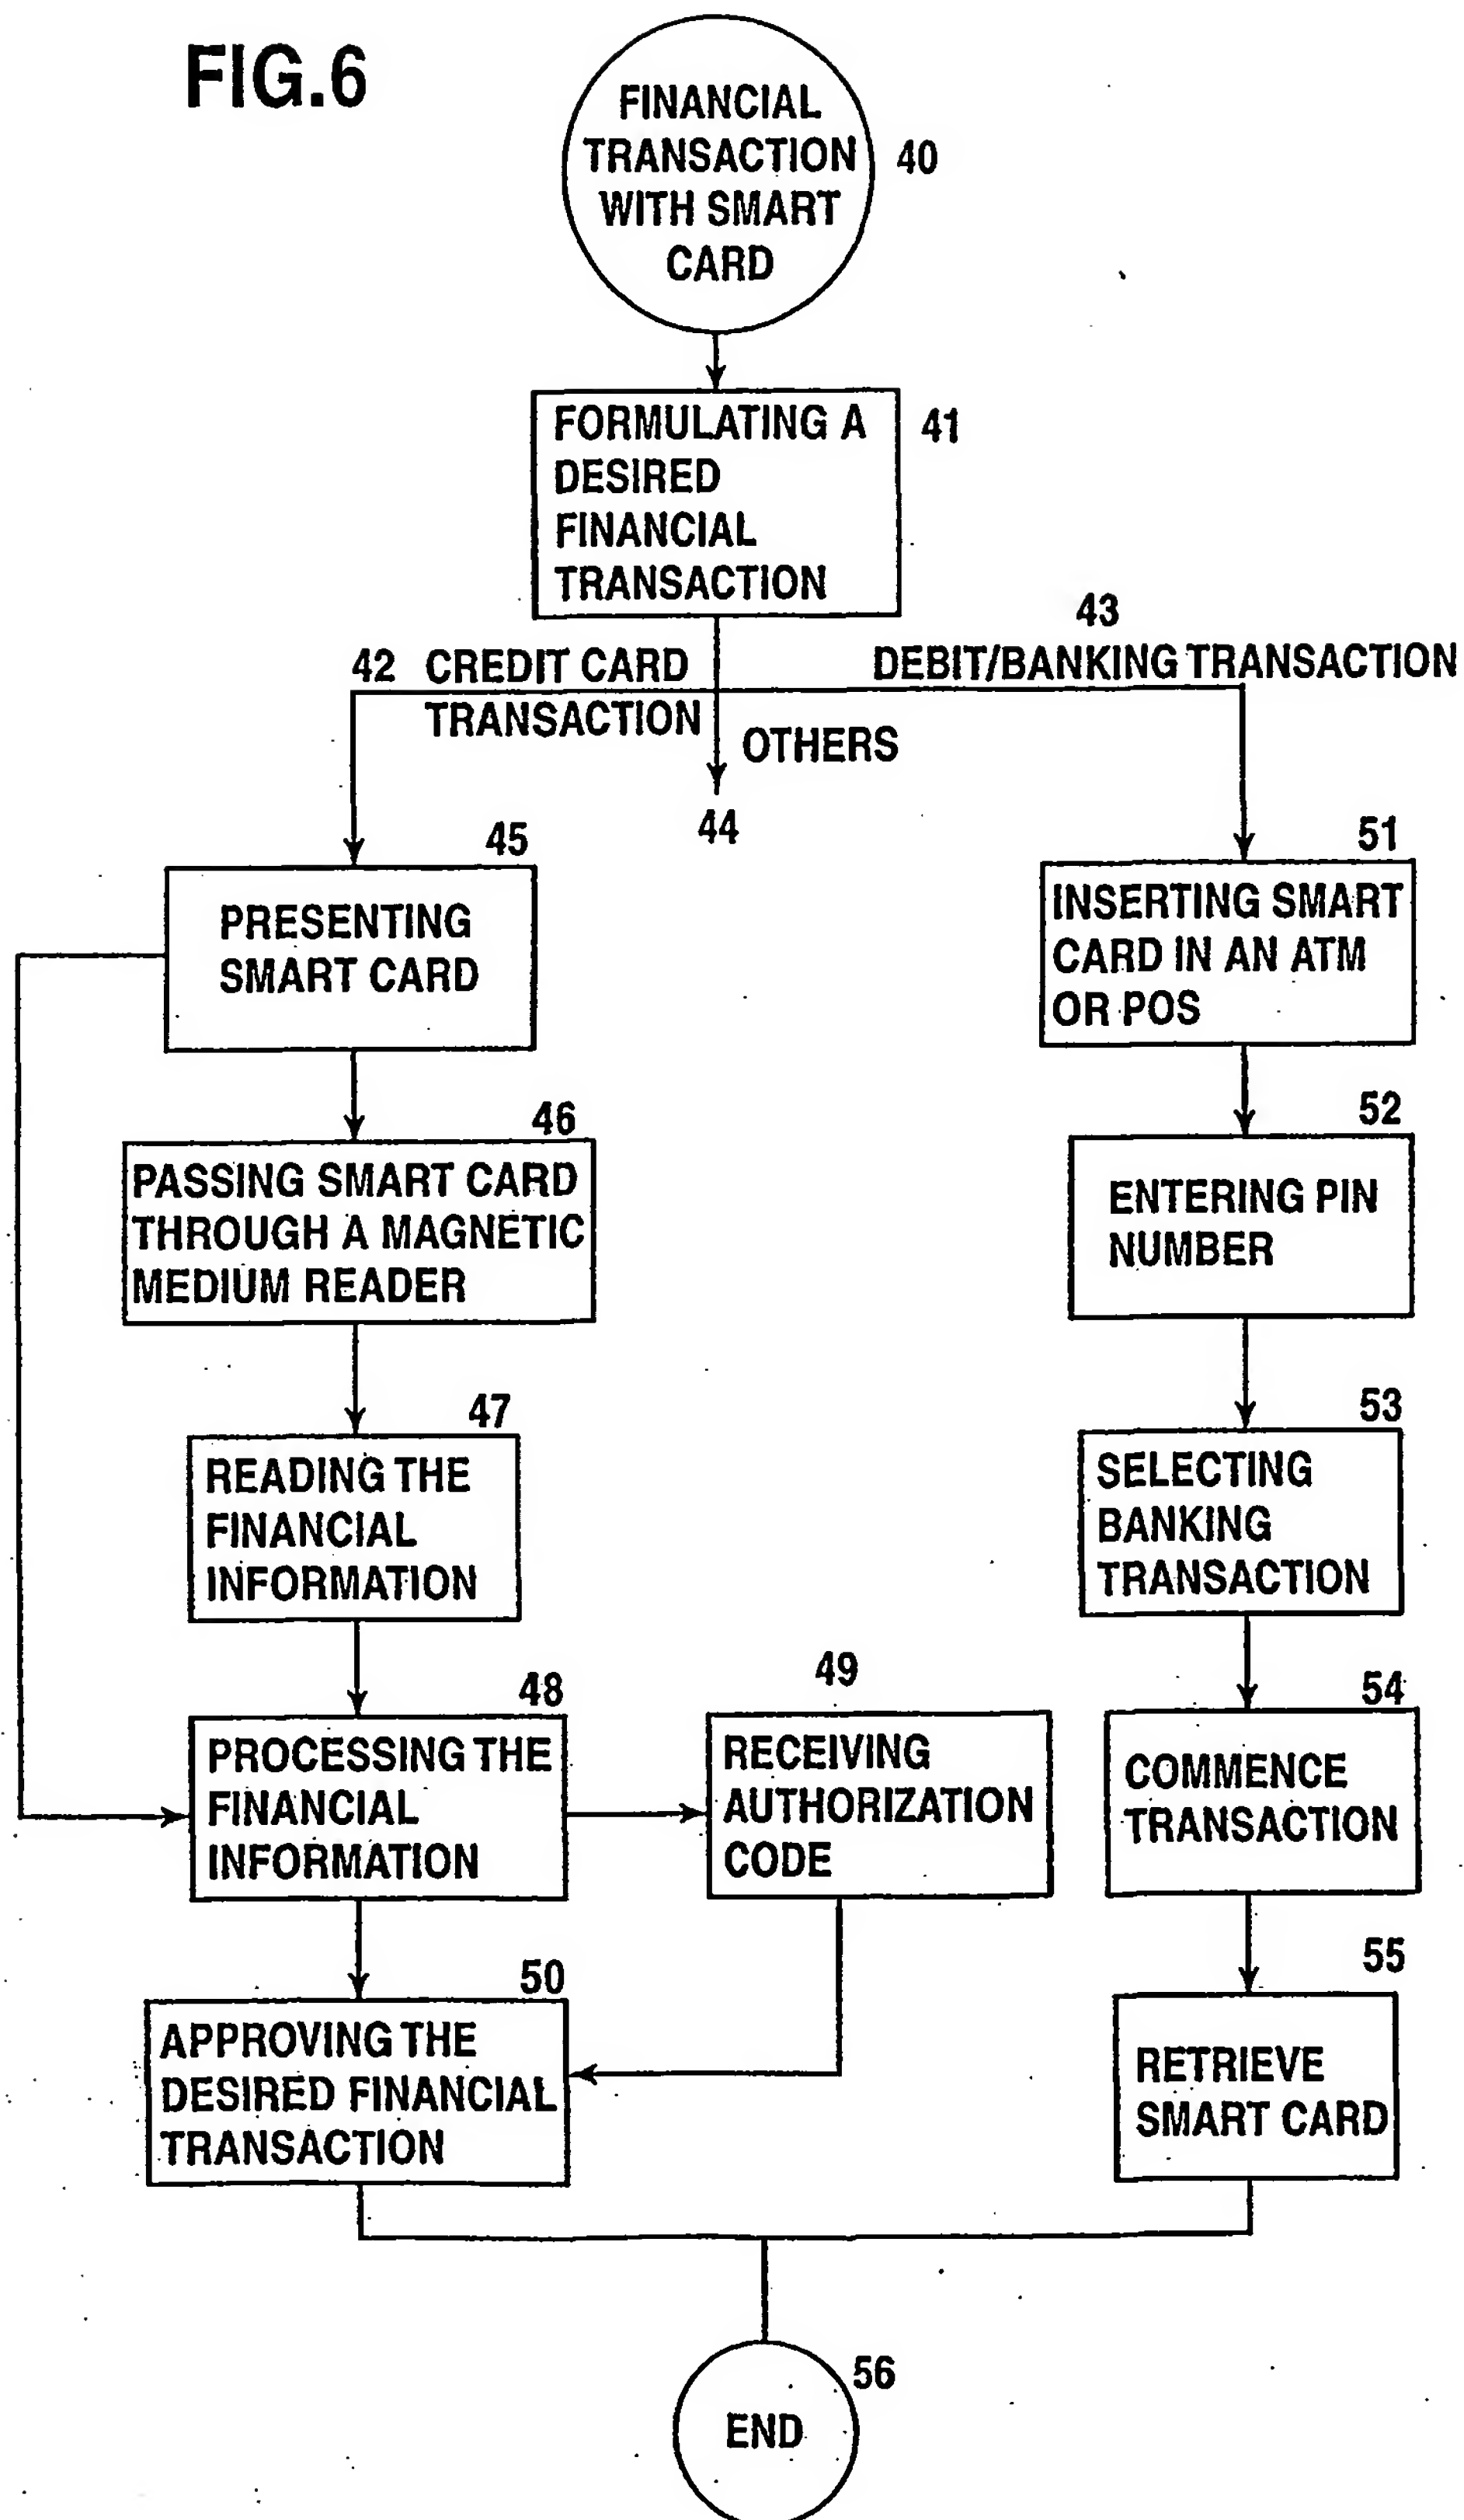 FIG.6
FINANCIAL
TRANSACTION
WITH SMART
CARD
40
FORMULATING A
DESIRED
FINANCIAL
TRANSACTION
41
42 CREDIT CARD
TRANSACTION
43
DEBIT/BANKING TRANSACTION
OTHERS
44
45
PRESENTING
SMART CARD
46
PASSING SMART CARD
THROUGH A MAGNETIC
MEDIUM READER
47
READING THE
FINANCIAL
INFORMATION
48
PROCESSING THE
FINANCIAL
INFORMATION
49
RECEIVING
AUTHORIZATION
CODE
50
APPROVING THE
DESIRED FINANCIAL
TRANSACTION
51
INSERTING SMART
CARD IN AN ATM
OR POS
52
ENTERING PIN
NUMBER
53
SELECTING
BANKING
TRANSACTION
54
COMMENCE
TRANSACTION
55
RETRIEVE
SMART CARD
56
END